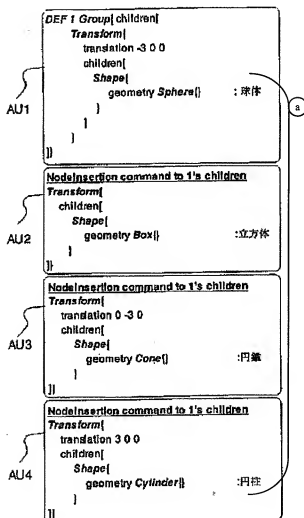 DEF 1 Group{ children[
Transform{
translation -3 0 0
children[
Shape{
geometry Sphere{} : 球体
}
]
}
]}
AU1
a
NodeInsertion command to 1's children
Transform{
children[
Shape{
geometry Box{} :立方体
}
]}
AU2
NodeInsertion command to 1's children
Transform{
translation 0 -3 0
children[
Shape{
geometry Cone{} :円錐
}
]}
AU3
NodeInsertion command to 1's children
Transform{
translation 3 0 0
children[
Shape{
geometry Cylinder{} :円柱
}
]}
AU4